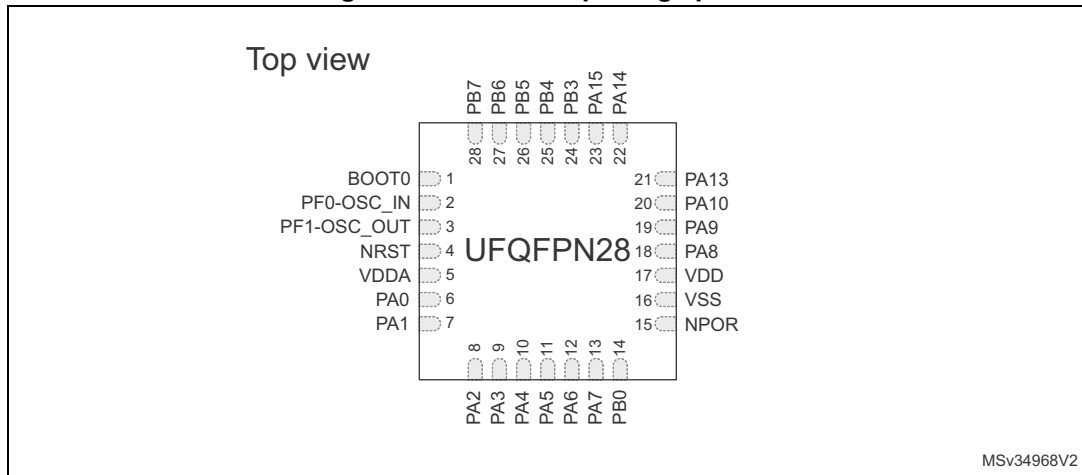 Top view
PB7
PB6
PB5
PB4
PB3
PA15
PA14
28
27
26
25
24
23
22
BOOT0 1
PF0-OSC_IN 2
PF1-OSC_OUT 3
NRST 4
VDDA 5
PA0 6
PA1 7
UFQFPN28
21 PA13
20 PA10
19 PA9
18 PA8
17 VDD
16 VSS
15 NPOR
8
9
10
11
12
13
14
PA2
PA3
PA4
PA5
PA6
PA7
PB0
MSv34968V2